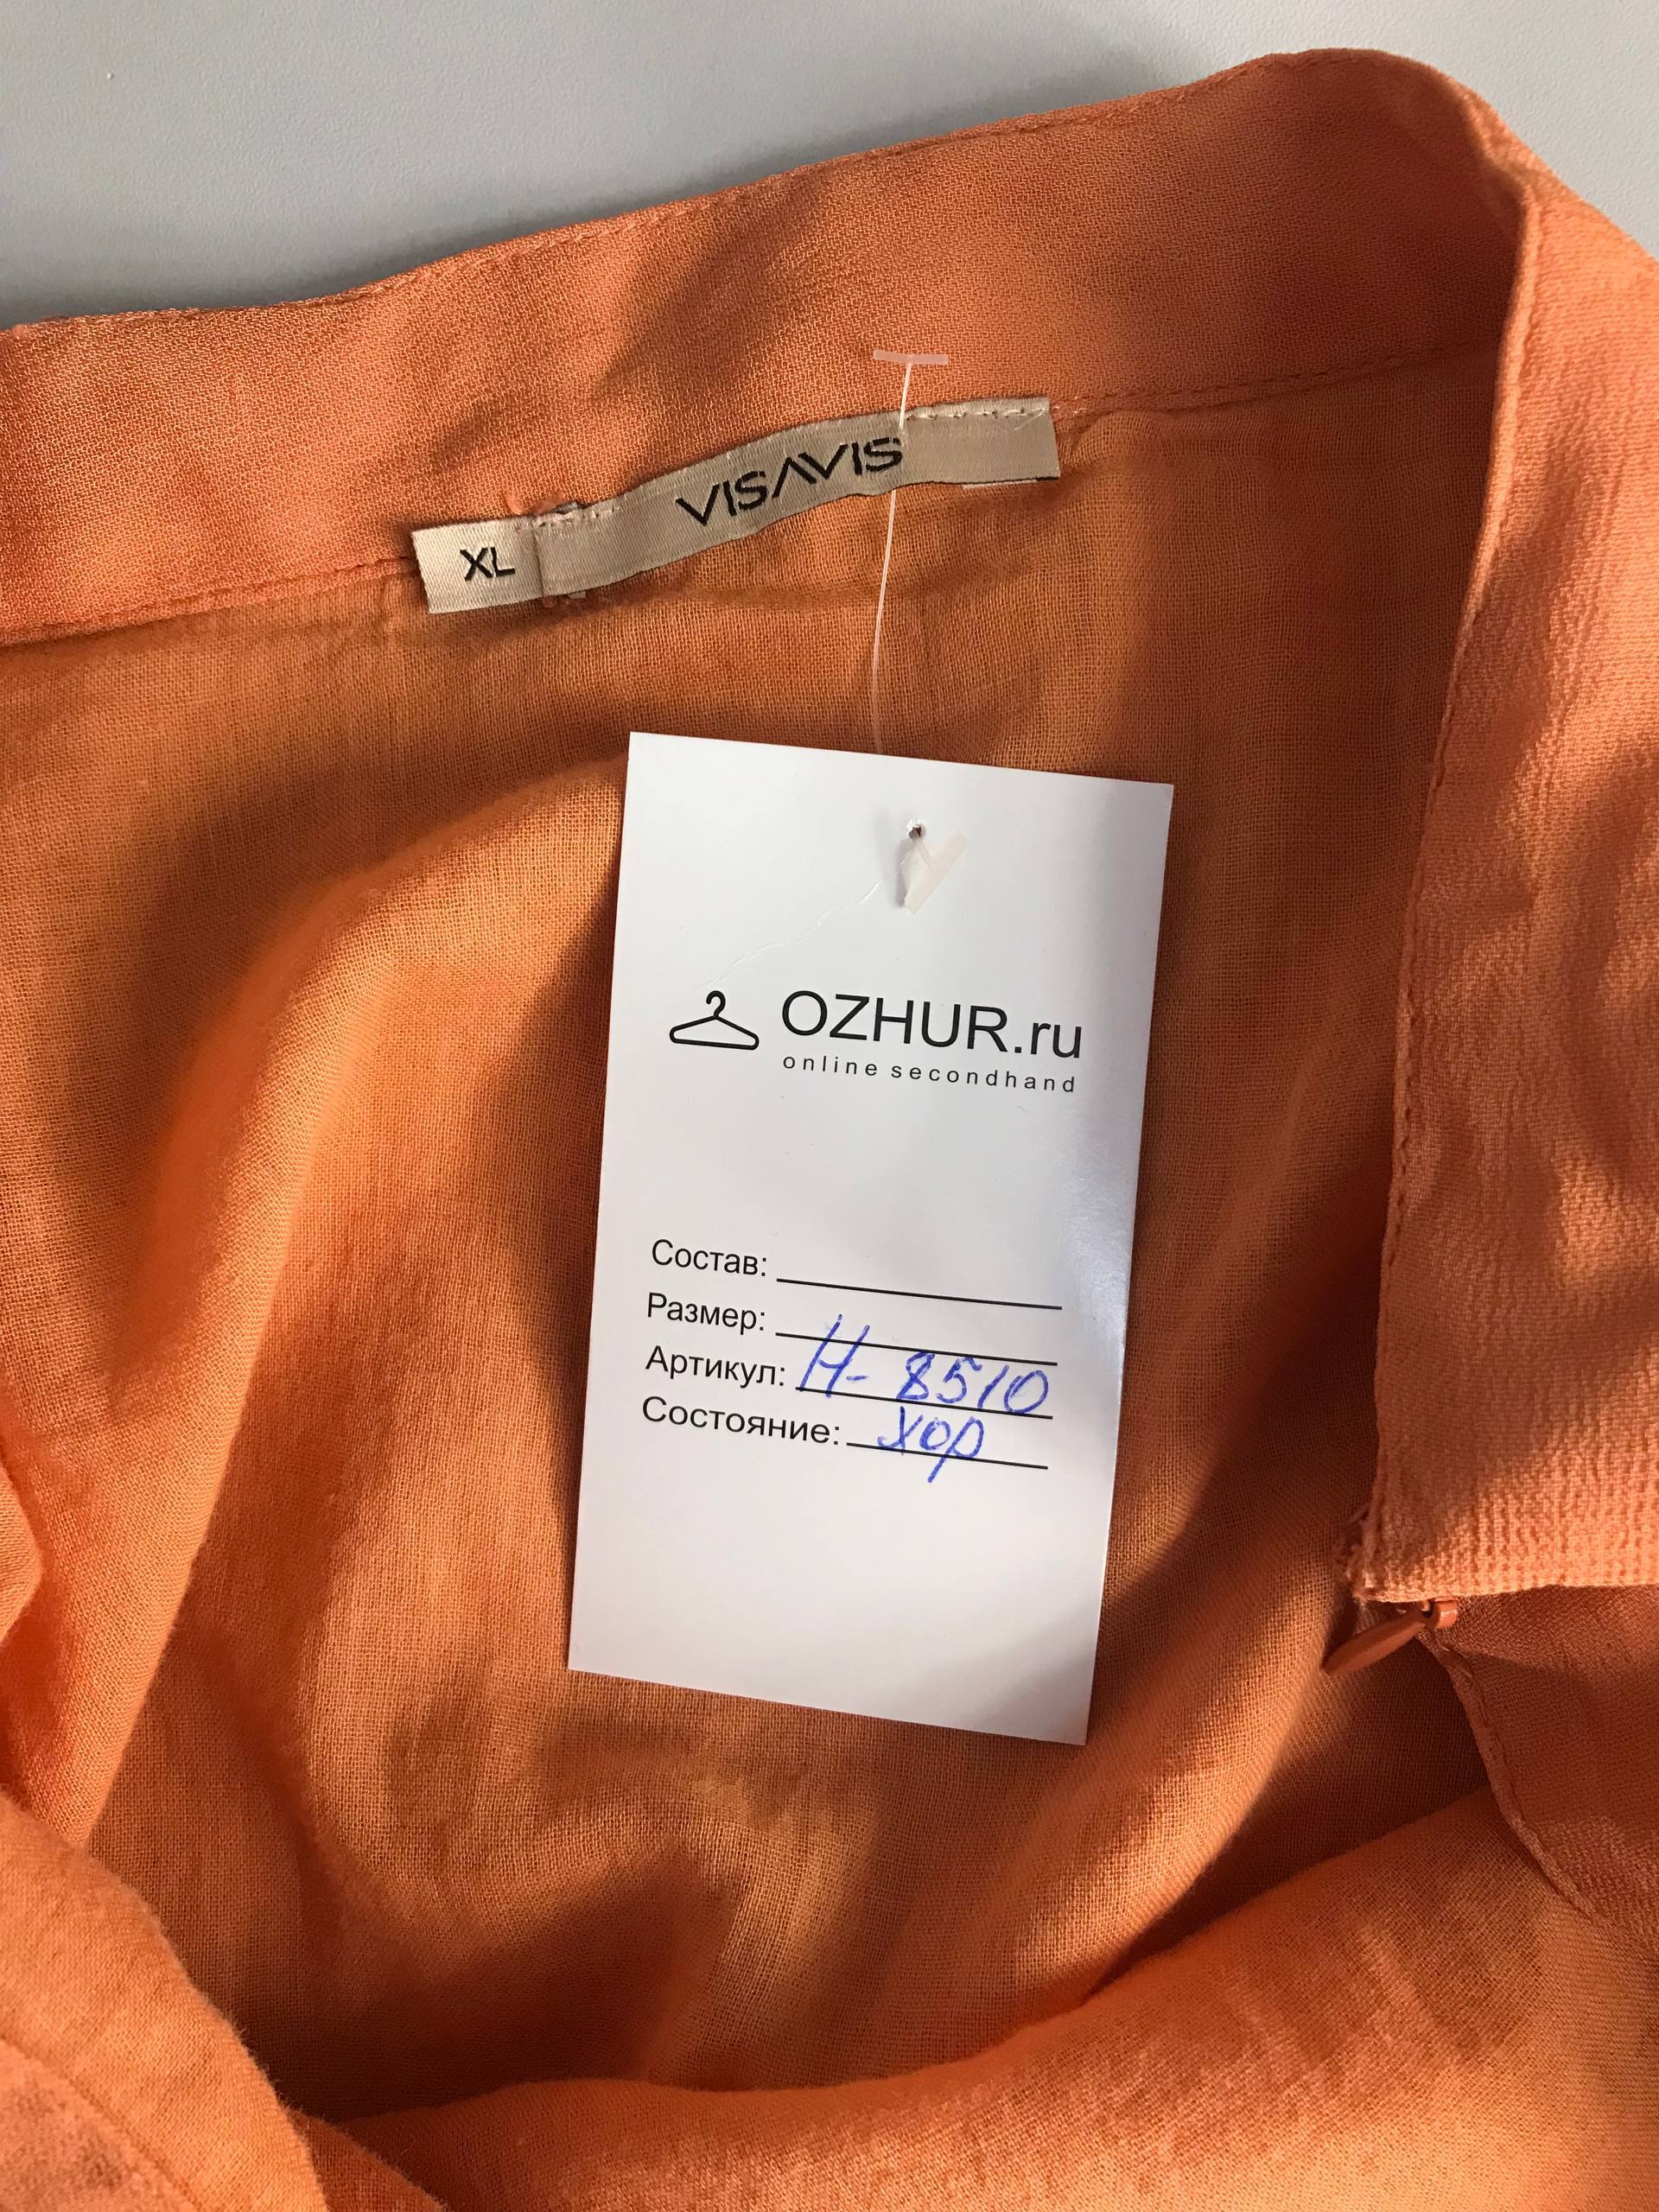 VISAVIS
XL
OZHUR.ru
online secondhand
Состав:
Размер:
Артикул: Н- 8510
Состояние: хор